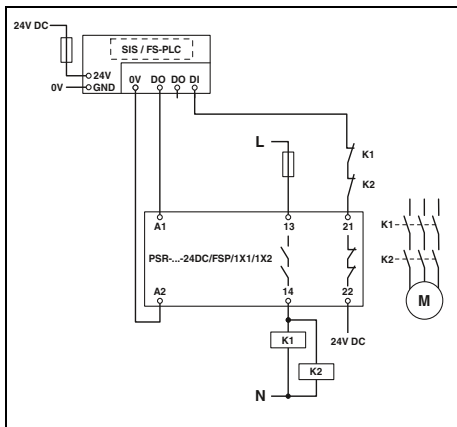 24V DC
SIS / FS-PLC
24V
0V
GND
0V DO DO DI
L
K1
K2
A1 13 21
PSR-...-24DC/FSP/1X1/1X2
K1
K2
A2 14 22
M
K1
24V DC
K2
N